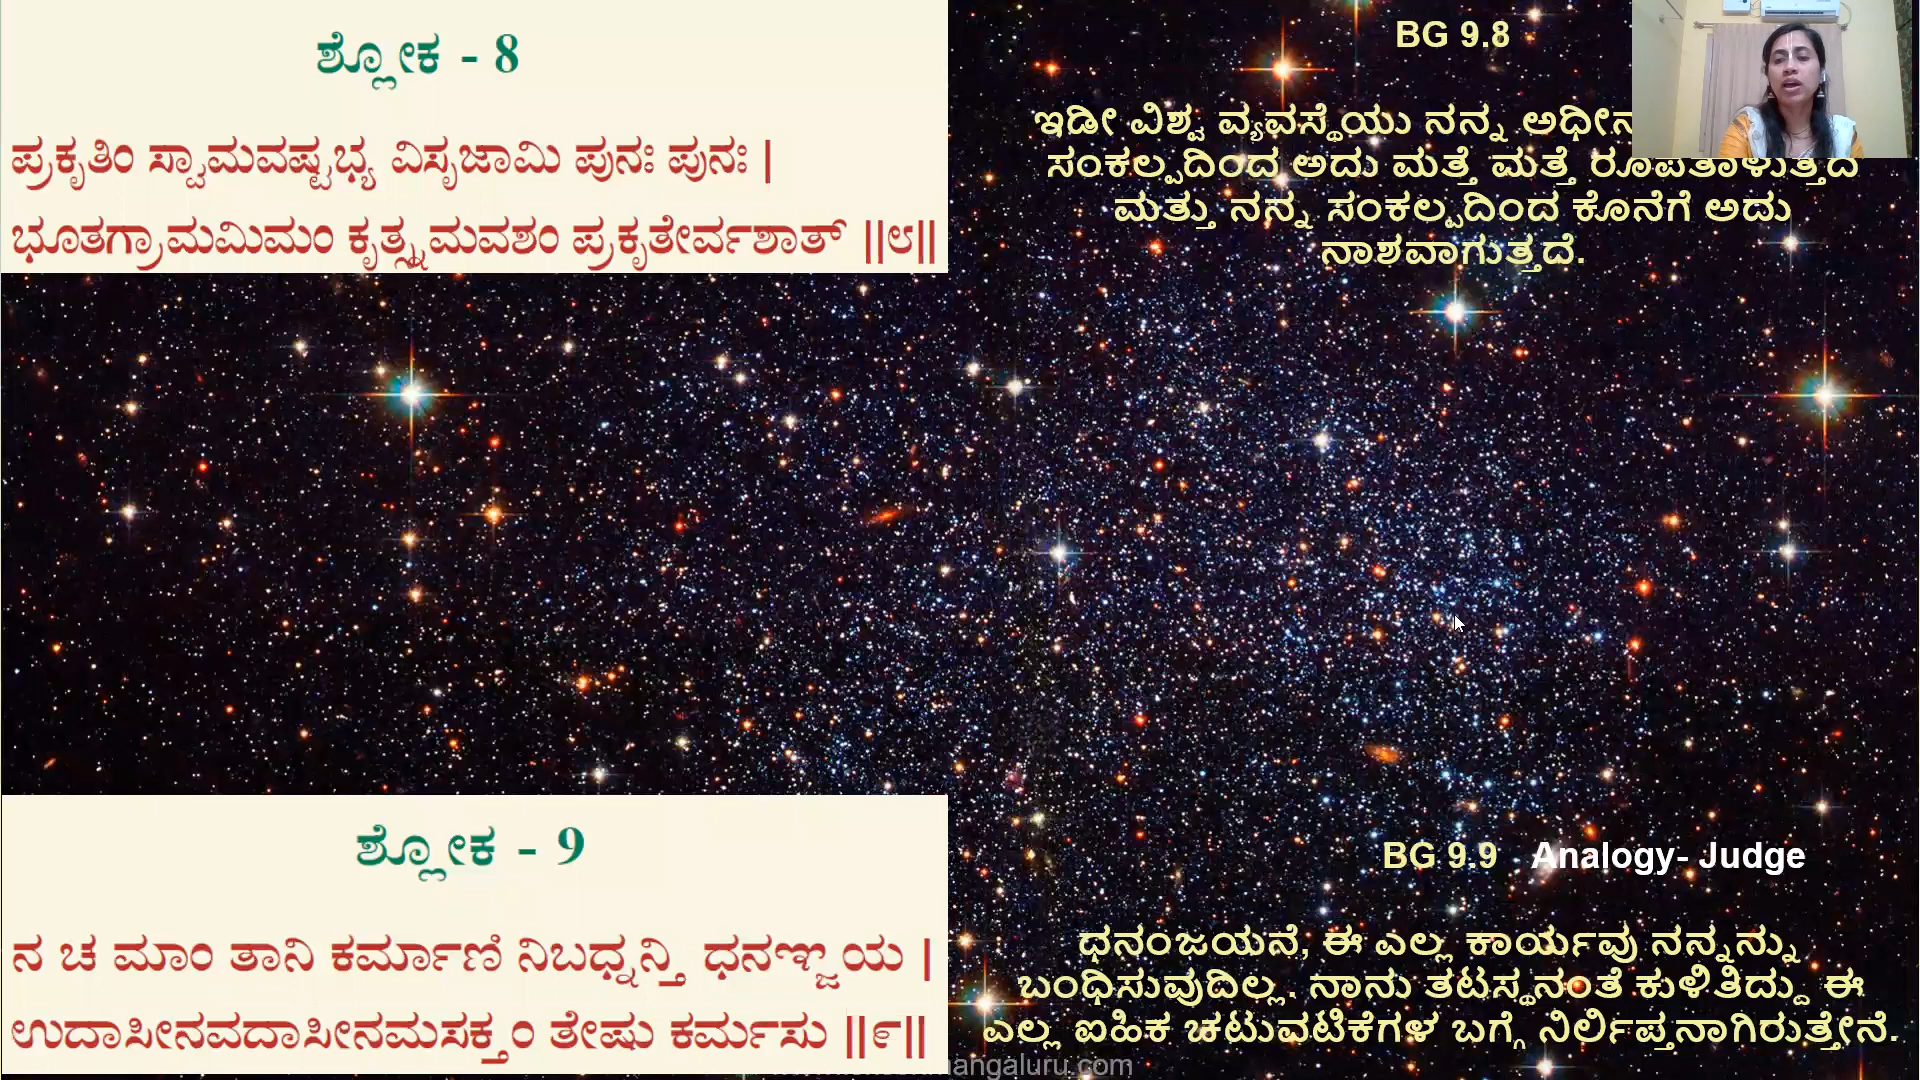 ಶ್ಲೋಕ - 8
ಪ್ರಕೃತಿಂ ಸ್ವಾಮವಷ್ಟಭ್ಯ ವಿಸೃಜಾಮಿ ಪುನಃ ಪುನಃ |
ಭೂತಗ್ರಾಮಮಿಮಂ ಕೃತ್ಸ್ನಮವಶಂ ಪ್ರಕೃತೇರ್ವಶಾತ್ ||೮||
BG 9.8
ಇಡೀ ವಿಶ್ವ ವ್ಯವಸ್ಥೆಯು ನನ್ನ
ಸಂಕಲ್ಪದಿಂದ ಅದು ಮತ್ತೆ ಮತ್ತೆ ರೂಪತಾಳುತ್ತದೆ
ಮತ್ತು ನನ್ನ ಸಂಕಲ್ಪದಿಂದ ಕೊನೆಗೆ ಅದು
ನಾಶವಾಗುತ್ತದೆ.
ಶ್ಲೋಕ - 9
ನ ಚ ಮಾಂ ತಾನಿ ಕರ್ಮಾಣಿ ನಿಬಧ್ನನ್ತಿ ಧನಞ್ಜಯ |
ಉದಾಸೀನವದಾಸೀನಮಸಕ್ತಂ ತೇಷು ಕರ್ಮಸು ||೯||
BG 9.9 Analogy- Judge
ಧನಂಜಯನೆ, ಈ ಎಲ್ಲ ಕಾರ್ಯವು ನನ್ನನ್ನು
ಬಂಧಿಸುವುದಿಲ್ಲ. ನಾನು ತಟಸ್ಥನಂತೆ ಕುಳಿತಿದ್ದು ಈ
ಎಲ್ಲ ಐಹಿಕ ಚಟುವಟಿಕೆಗಳ ಬಗ್ಗೆ ನಿರ್ಲಿಪ್ತನಾಗಿರುತ್ತೇನೆ.